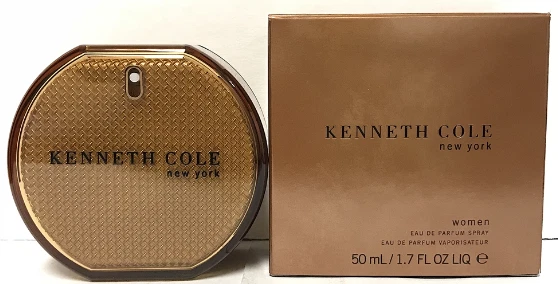 KENNETH COLE
new york
KENNETH COLE
new york
women
EAU DE PARFUM SPRAY
EAU DE PARFUM VAPORISATEUR
50 mL / 1.7 FL OZ LIQ ℮